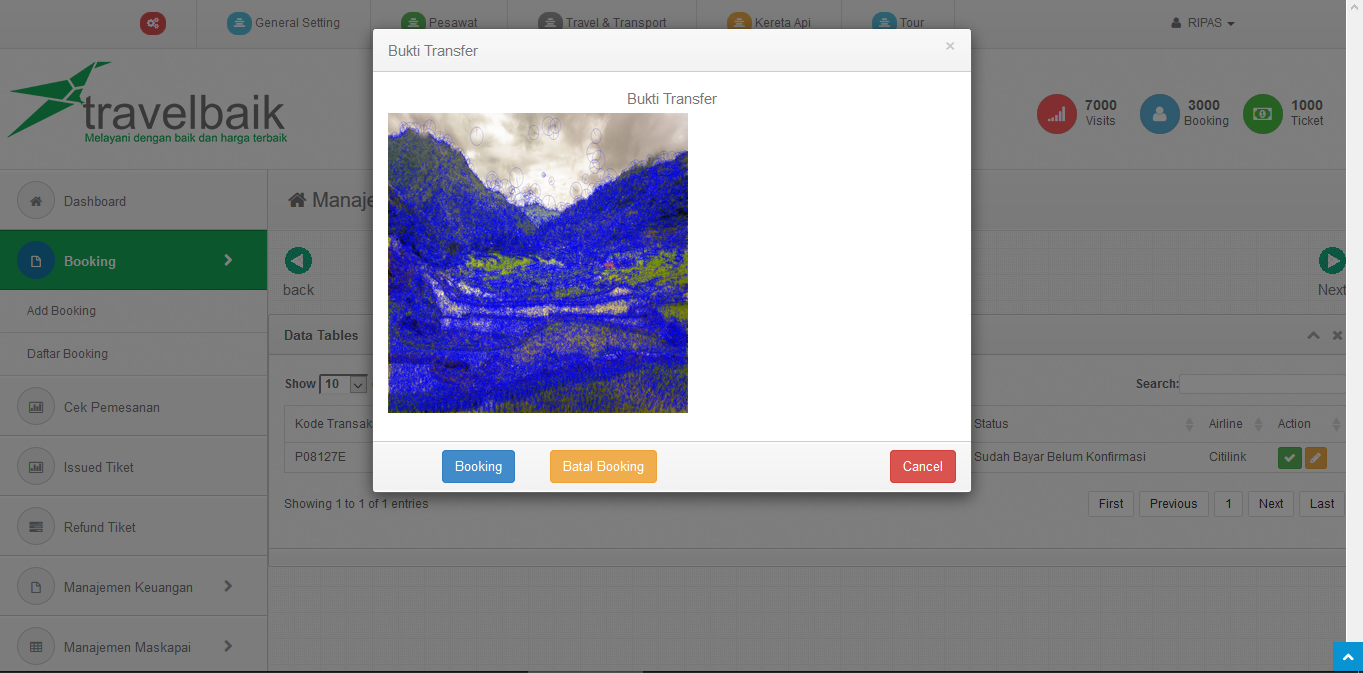 General Setting
Pesawat
Travel & Transport
Kereta Api
Tour
RIPAS
Bukti Transfer
×
travelbaik
Melayani dengan baik dan harga terbaik
7000
Visits
3000
Booking
1000
Ticket
Bukti Transfer
Dashboard
Booking
Add Booking
Daftar Booking
Cek Pemesanan
Issued Tiket
Refund Tiket
Manajemen Keuangan
Manajemen Maskapai
Manaje
back
Next
Data Tables
Show 10
Search:
Kode Transak
Status
Airline
Action
P08127E
Sudah Bayar Belum Konfirmasi
Citilink
Booking
Batal Booking
Cancel
Showing 1 to 1 of 1 entries
First
Previous
1
Next
Last